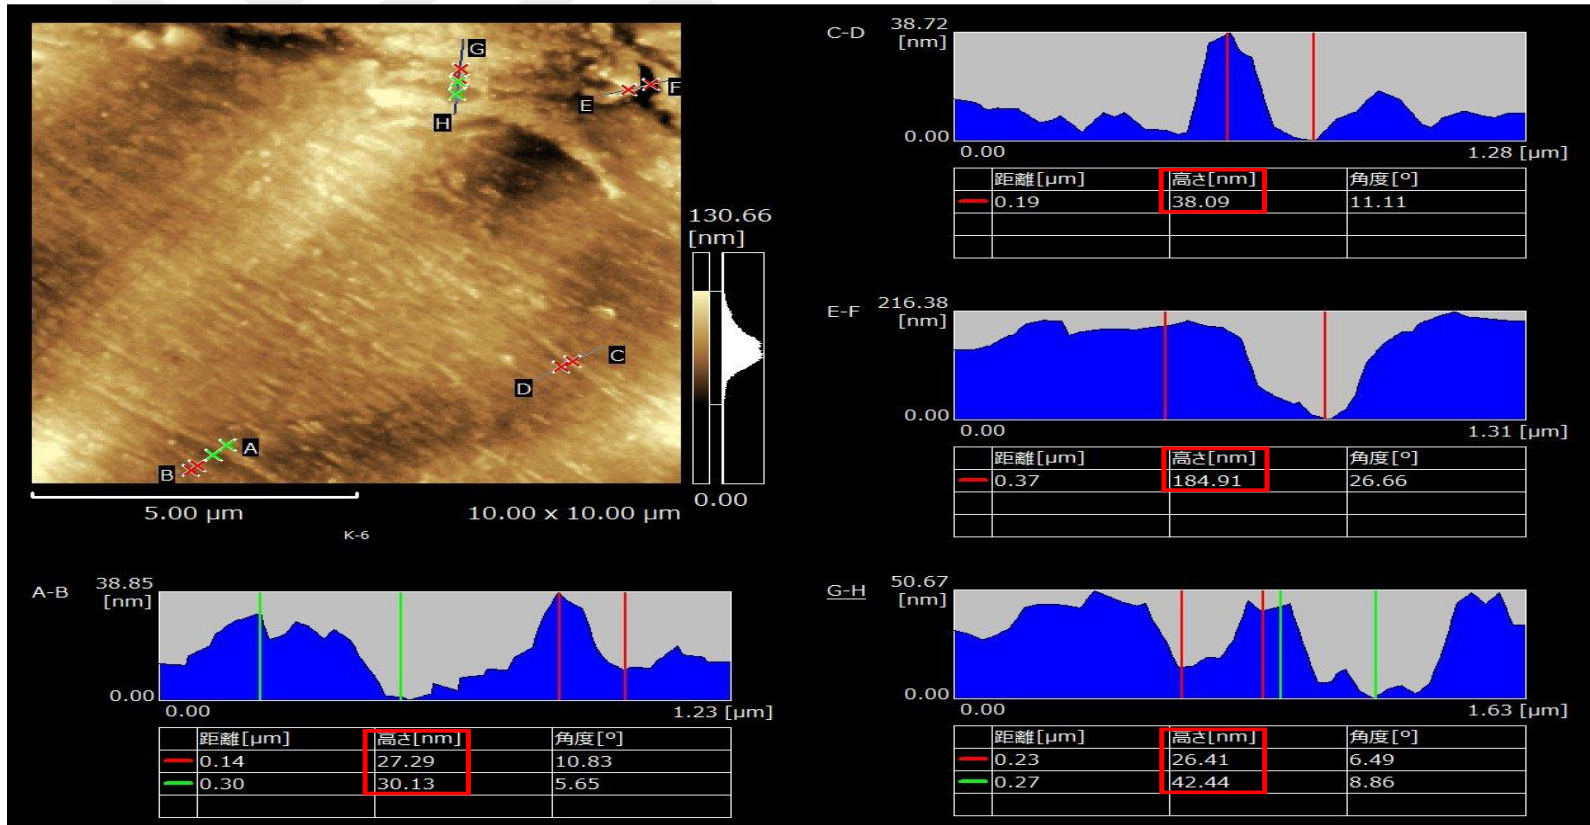 G
E
F
H
C
D
A
B
130.66
[nm]
0.00
5.00 µm
10.00 x 10.00 µm
K-6
C-D
38.72
[nm]
0.00
0.00
1.28 [µm]
距離[µm] 高さ[nm] 角度[°]
0.19 38.09 11.11
E-F
216.38
[nm]
0.00
0.00
1.31 [µm]
距離[µm] 高さ[nm] 角度[°]
0.37 184.91 26.66
A-B
38.85
[nm]
0.00
0.00
1.23 [µm]
距離[µm] 高さ[nm] 角度[°]
0.14 27.29 10.83
0.30 30.13 5.65
G-H
50.67
[nm]
0.00
0.00
1.63 [µm]
距離[µm] 高さ[nm] 角度[°]
0.23 26.41 6.49
0.27 42.44 8.86